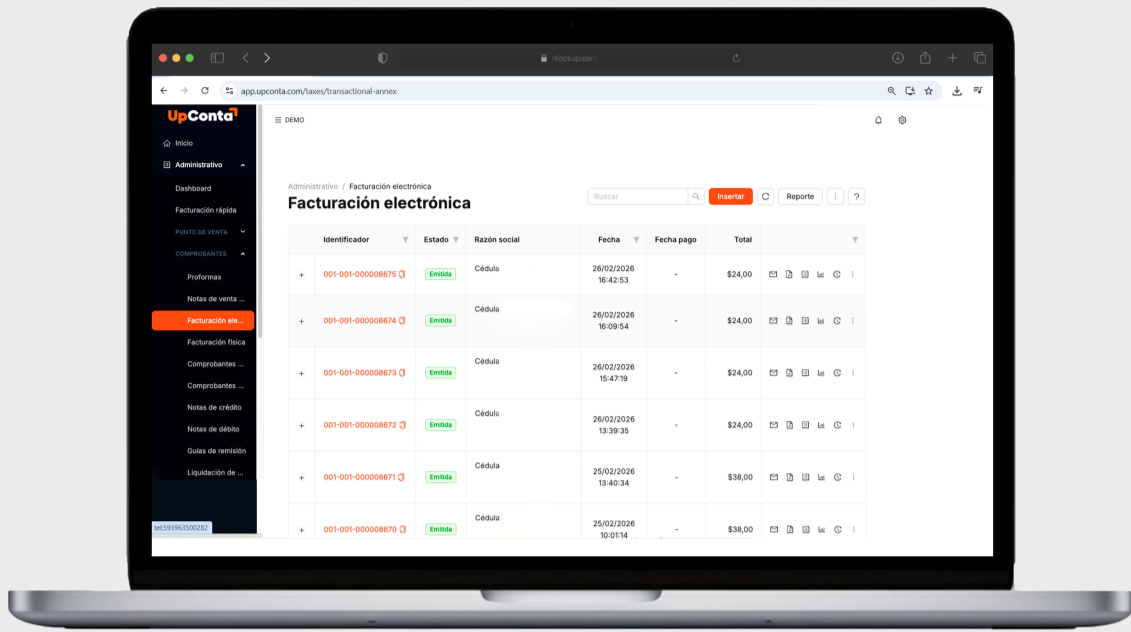 mockup.com
app.upconta.com/taxes/transactional-annex
UpConta
DEMO
Inicio
Administrativo
Dashboard
Facturación rápida
PUNTO DE VENTA
COMPROBANTES
Proformas
Notas de venta ...
Facturación ele...
Facturación física
Comprobantes ...
Comprobantes ...
Notas de crédito
Notas de débito
Guías de remisión
Liquidación de ...
tel:593963500282
Administrativo / Facturación electrónica
Facturación electrónica
Buscar
Insertar
Reporte
?
Identificador Estado Razón social Fecha Fecha pago Total
+ 001-001-000008675 Emitida Cédula 26/02/2026 - $24,00
16:42:53
+ 001-001-000008674 Emitida Cédula 26/02/2026 - $24,00
16:09:54
+ 001-001-000008673 Emitida Cédula 26/02/2026 - $24,00
15:47:19
+ 001-001-000008672 Emitida Cédula 26/02/2026 - $24,00
13:39:35
+ 001-001-000008671 Emitida Cédula 25/02/2026 - $38,00
13:40:34
+ 001-001-000008670 Emitida Cédula 25/02/2026 - $38,00
10:01:14